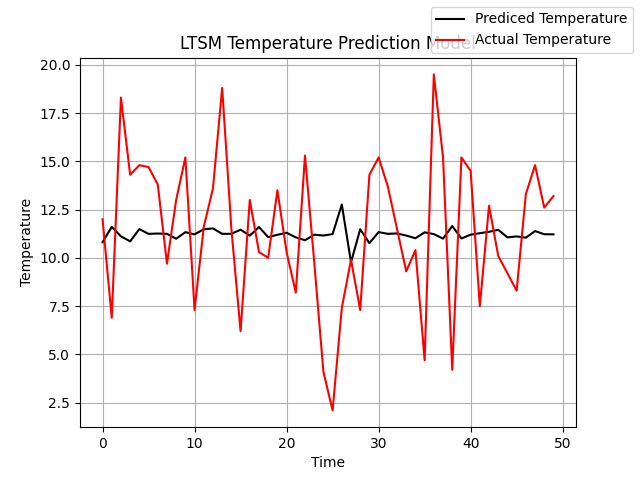 Prediced Temperature
Actual Temperature
LTSM Temperature Prediction Model
20.0
17.5
15.0
12.5
10.0
7.5
5.0
2.5
Temperature
0 10 20 30 40 50
Time